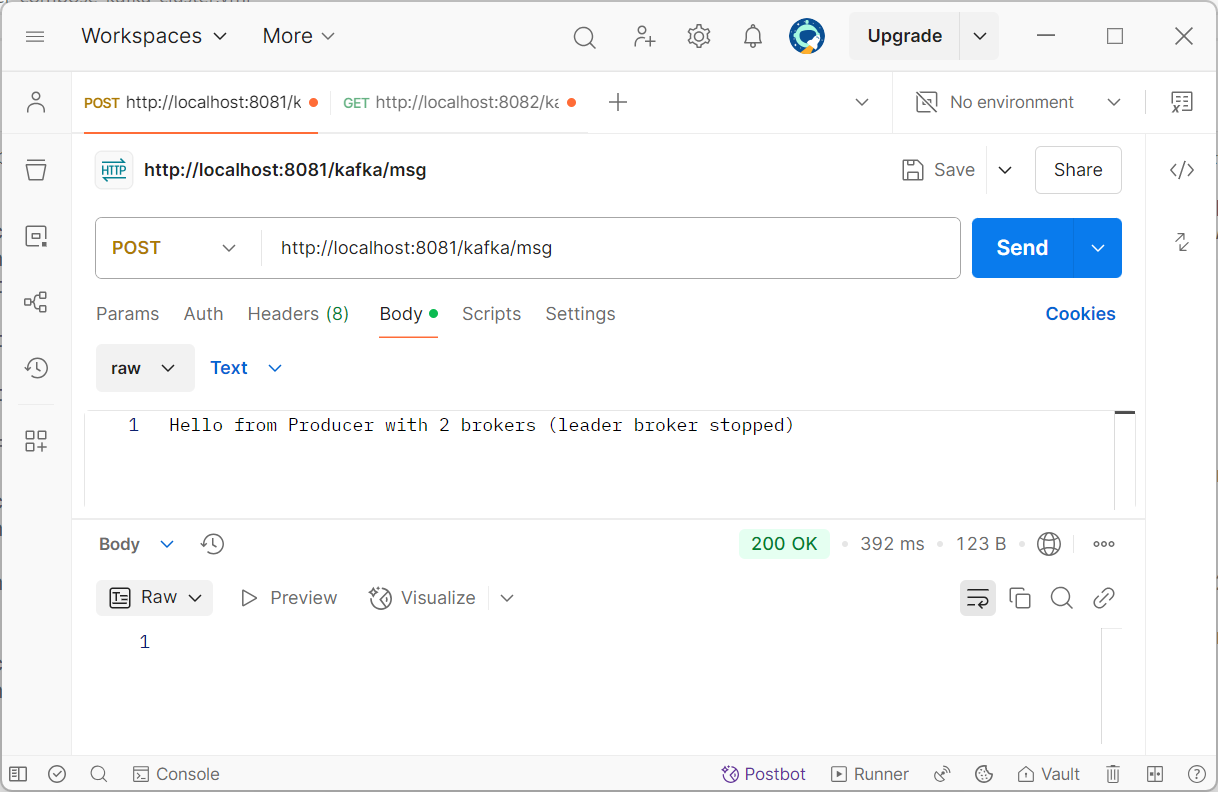 Workspaces More Upgrade
POST http://localhost:8081/k GET http://localhost:8082/ka No environment
HTTP http://localhost:8081/kafka/msg Save Share
POST http://localhost:8081/kafka/msg Send
Params Auth Headers (8) Body Scripts Settings Cookies
raw Text
1 Hello from Producer with 2 brokers (leader broker stopped)
Body 200 OK 392 ms 123 B
Raw Preview Visualize
1
Console Postbot Runner Vault